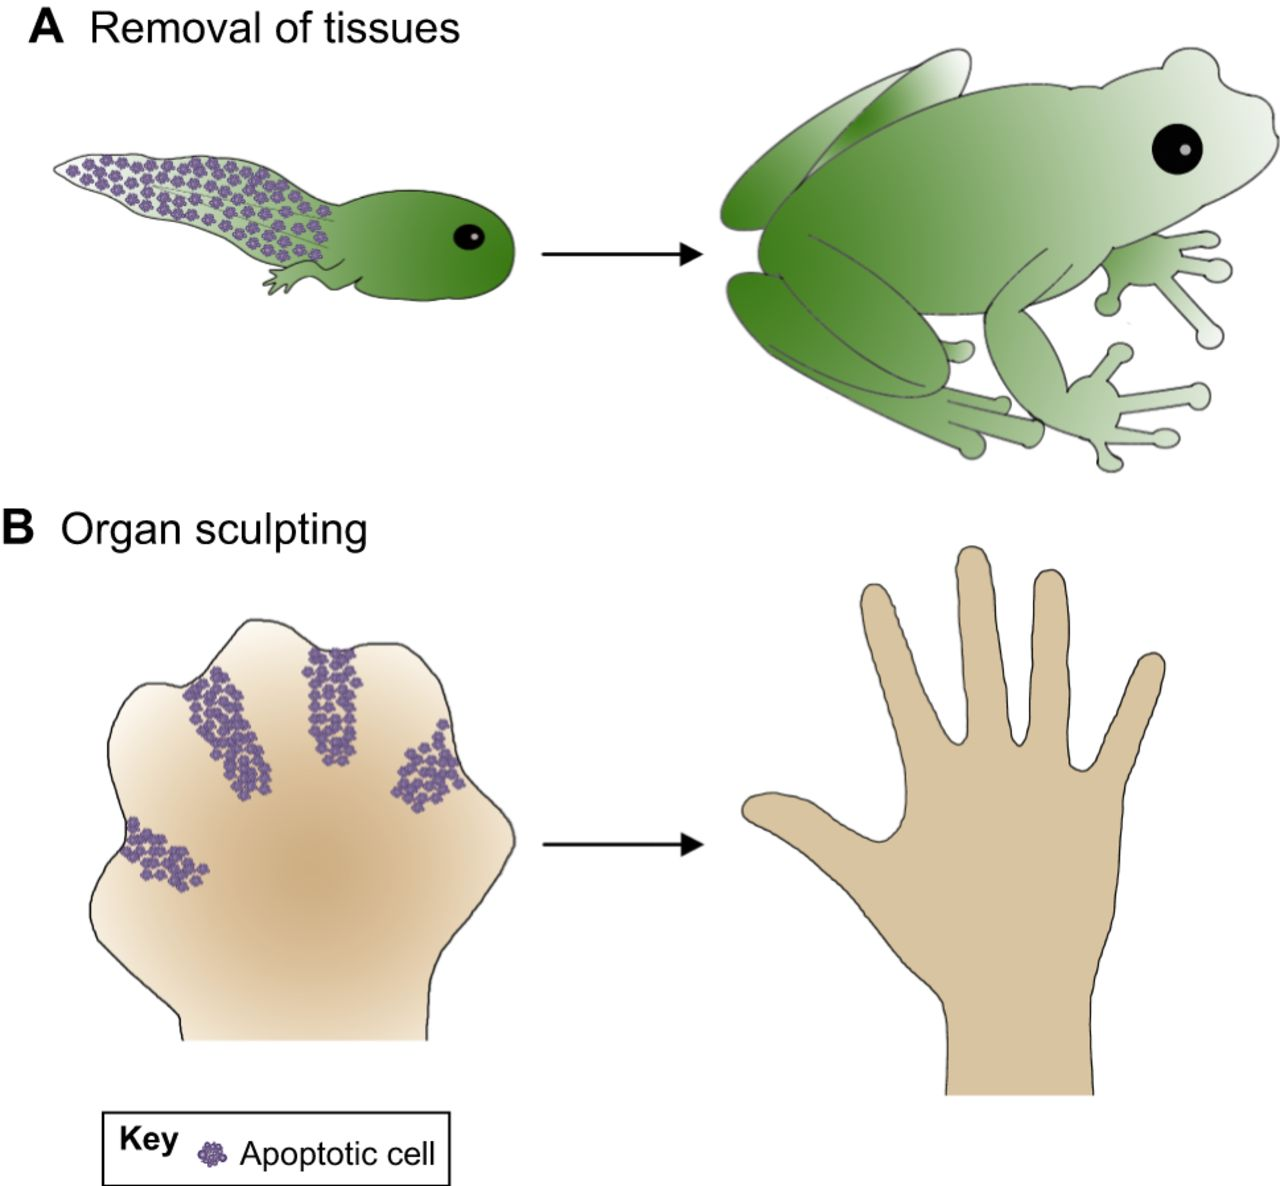 A Removal of tissues
B Organ sculpting
Key
Apoptotic cell